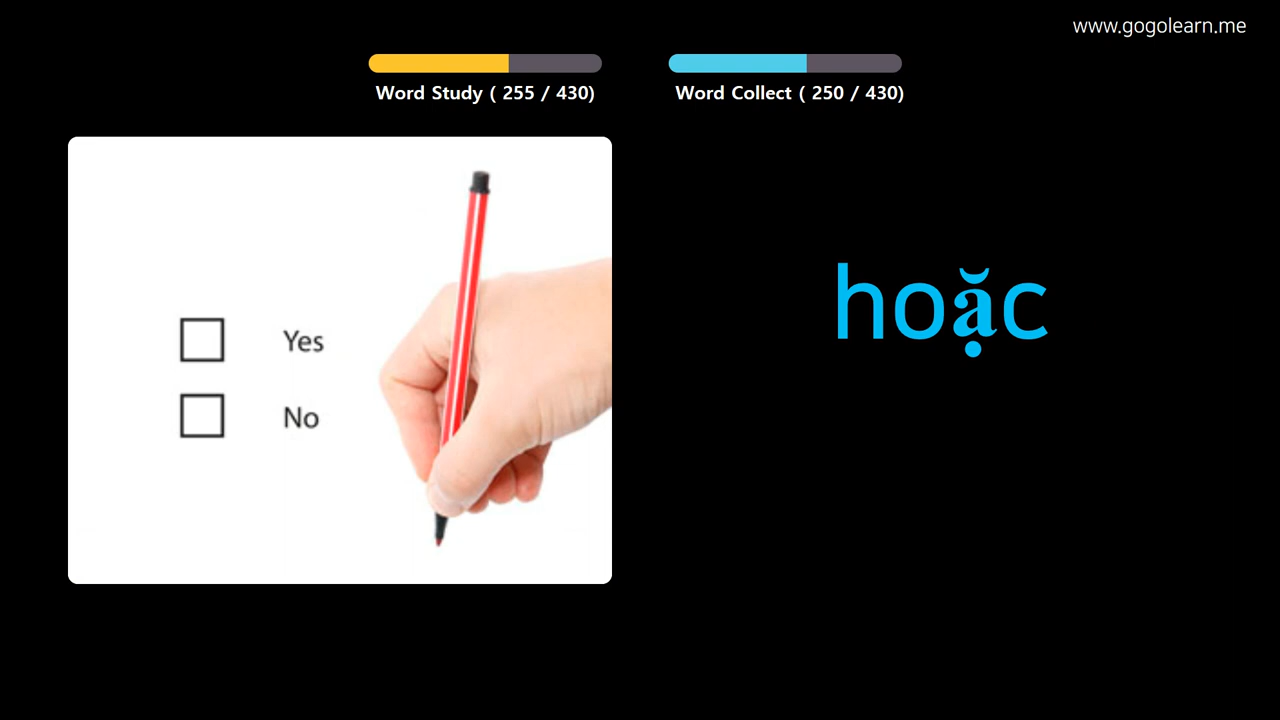 www.gogolearn.me
Word Study ( 255 / 430)
Word Collect ( 250 / 430)
Yes
No
hoặc